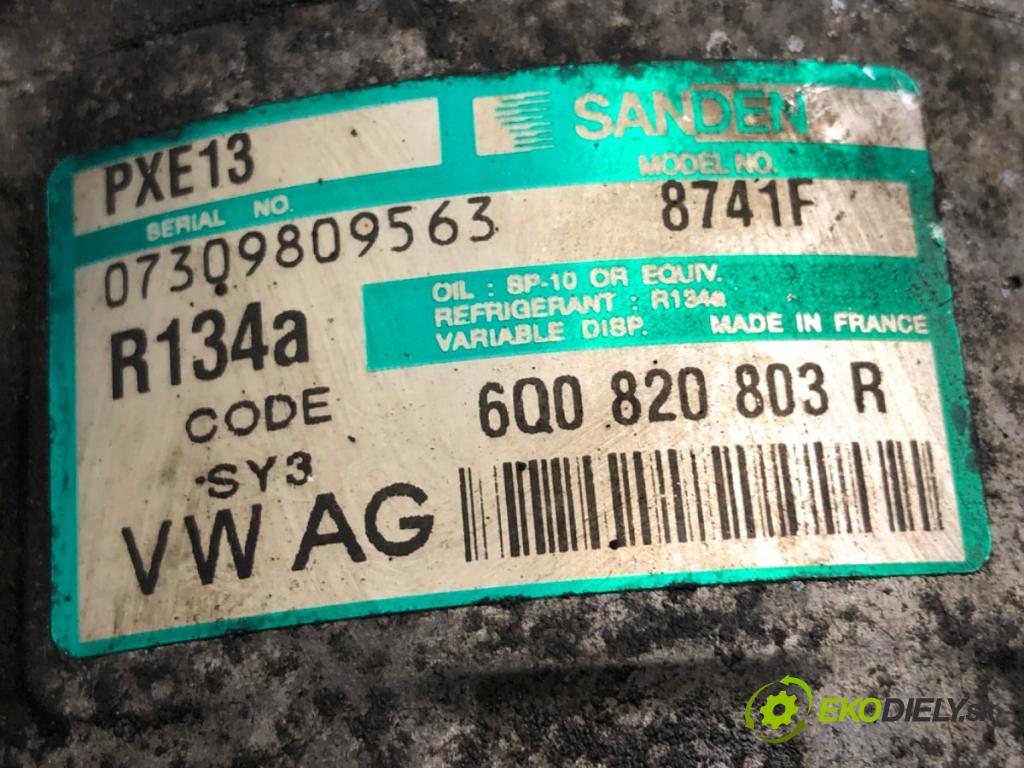 PXE13
SANDEN
SERIAL NO.
MODEL NO.
07309809563
8741F
R134a
OIL : SP-10 OR EQUIV.
REFRIGERANT : R134a
VARIABLE DISP. MADE IN FRANCE
CODE
6Q0 820 803 R
SY3
VW AG
EKODIELY.sk